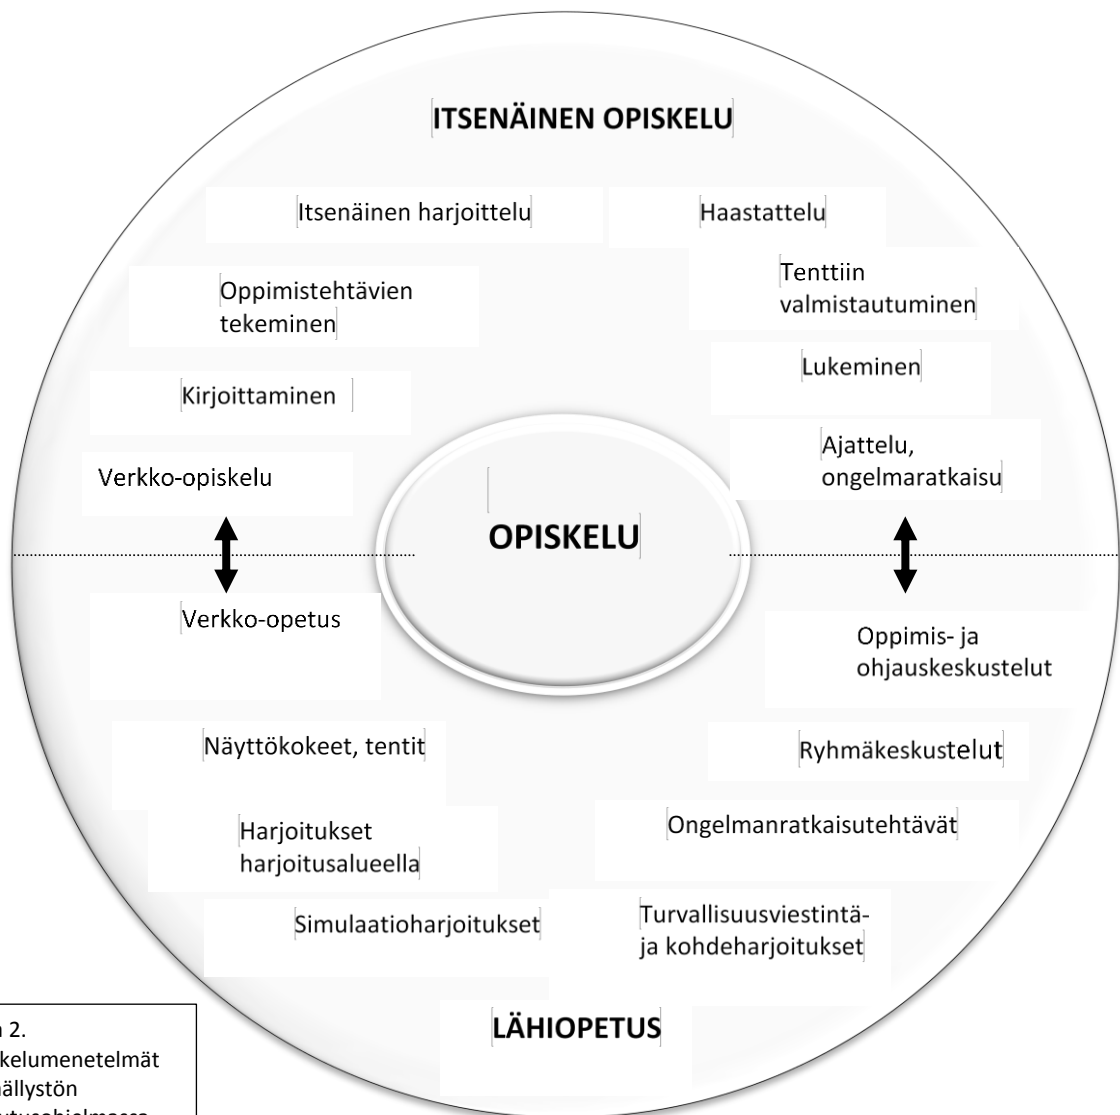 ITSENÄINEN OPISKELU
Itsenäinen harjoittelu
Haastattelu
Oppimistehtävien
tekeminen
Tenttiin
valmistautuminen
Kirjoittaminen
Lukeminen
Verkko-opiskelu
Ajattelu,
ongelmaratkaisu
OPISKELU
Verkko-opetus
Oppimis- ja
ohjauskeskustelut
Näyttökokeet, tentit
Ryhmäkeskustelut
Harjoitukset
harjoitusalueella
Ongelmanratkaisutehtävät
Simulaatioharjoitukset
Turvallisuusviestintä-
ja kohdeharjoitukset
LÄHIOPETUS
2.